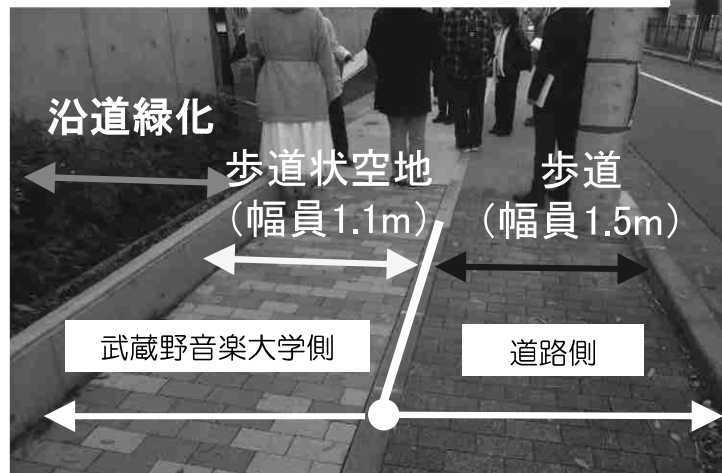 沿道緑化
歩道状空地
（幅員1.1m）
歩道
（幅員1.5m）
武蔵野音楽大学側
道路側